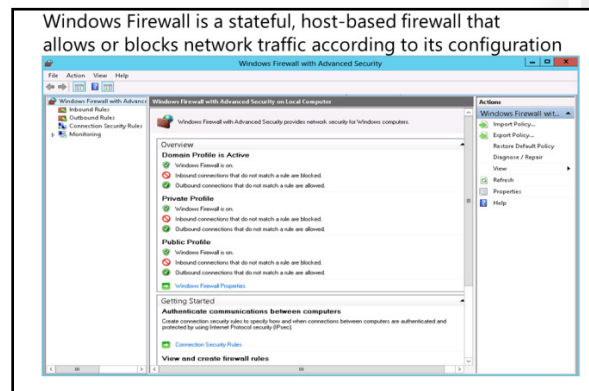 Windows Firewall is a stateful, host-based firewall that
allows or blocks network traffic according to its configuration
Windows Firewall with Advanced Security
File Action View Help
Windows Firewall with Advance
Inbound Rules
Outbound Rules
Connection Security Rules
Monitoring
Windows Firewall with Advanced Security on Local Computer
Windows Firewall with Advanced Security provides network security for Windows computers.
Overview
Domain Profile is Active
Windows Firewall is on.
Inbound connections that do not match a rule are blocked.
Outbound connections that do not match a rule are allowed.
Private Profile
Windows Firewall is on.
Inbound connections that do not match a rule are blocked.
Outbound connections that do not match a rule are allowed.
Public Profile
Windows Firewall is on.
Inbound connections that do not match a rule are blocked.
Outbound connections that do not match a rule are allowed.
Windows Firewall Properties
Getting Started
Authenticate communications between computers
Create connection security rules to specify how and when connections between computers are authenticated and
protected by using Internet Protocol security (IPsec).
Connection Security Rules
View and create firewall rules
Actions
Windows Firewall wit...
Import Policy...
Export Policy...
Restore Default Policy
Diagnose / Repair
View
Refresh
Properties
Help